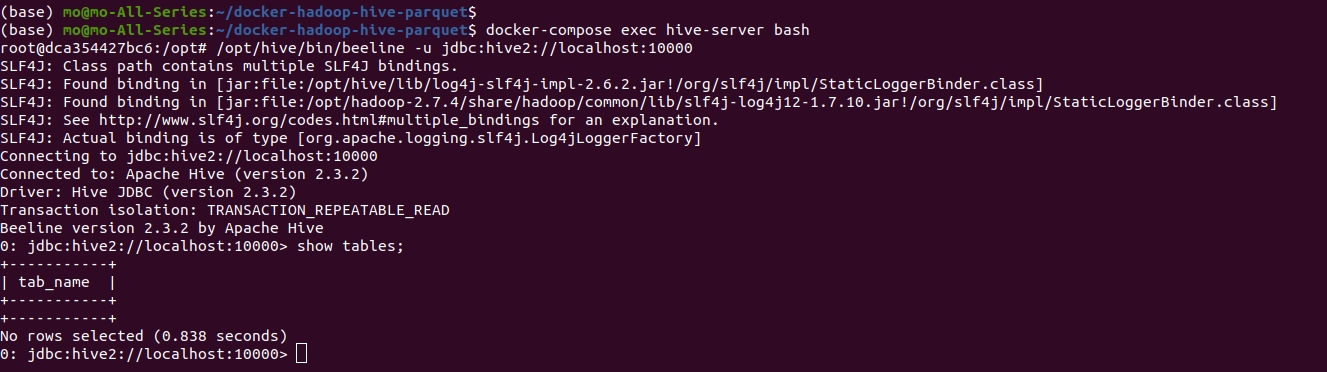 (base) mo@mo-All-Series:~/docker-hadoop-hive-parquet$
(base) mo@mo-All-Series:~/docker-hadoop-hive-parquet$ docker-compose exec hive-server bash
root@dca354427bc6:/opt# /opt/hive/bin/beeline -u jdbc:hive2://localhost:10000
SLF4J: Class path contains multiple SLF4J bindings.
SLF4J: Found binding in [jar:file:/opt/hive/lib/log4j-slf4j-impl-2.6.2.jar!/org/slf4j/impl/StaticLoggerBinder.class]
SLF4J: Found binding in [jar:file:/opt/hadoop-2.7.4/share/hadoop/common/lib/slf4j-log4j12-1.7.10.jar!/org/slf4j/impl/StaticLoggerBinder.class]
SLF4J: See http://www.slf4j.org/codes.html#multiple_bindings for an explanation.
SLF4J: Actual binding is of type [org.apache.logging.slf4j.Log4jLoggerFactory]
Connecting to jdbc:hive2://localhost:10000
Connected to: Apache Hive (version 2.3.2)
Driver: Hive JDBC (version 2.3.2)
Transaction isolation: TRANSACTION_REPEATABLE_READ
Beeline version 2.3.2 by Apache Hive
0: jdbc:hive2://localhost:10000> show tables;
+-----------+
| tab_name  |
+-----------+
+-----------+
No rows selected (0.838 seconds)
0: jdbc:hive2://localhost:10000>